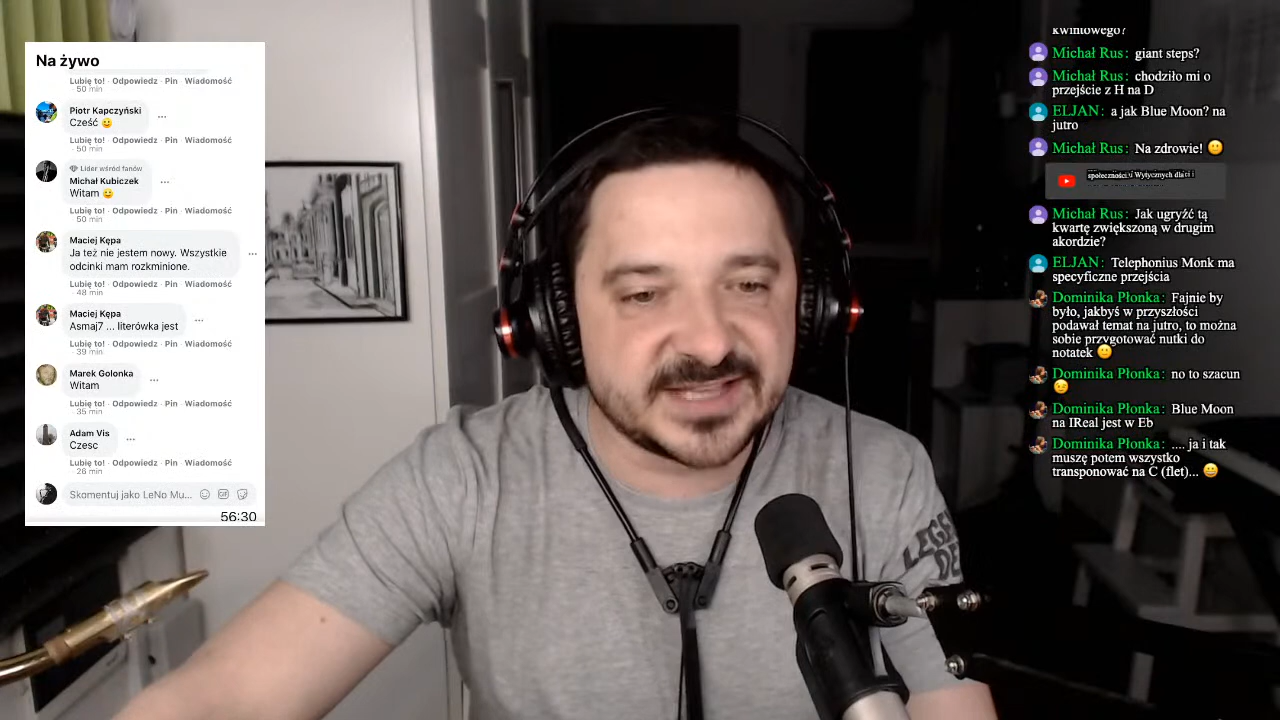 Na żywo
Lubię to! · Odpowiedz · Pin · Wiadomość
· 50 min
Piotr Kapczyński
Cześć 🙂
Lubię to! · Odpowiedz · Pin · Wiadomość
· 50 min
Lider wśród fanów
Michał Kubiczek
Witam 🙂
Lubię to! · Odpowiedz · Pin · Wiadomość
· 50 min
Maciej Kępa
Ja też nie jestem nowy. Wszystkie
odcinki mam rozkminione.
Lubię to! · Odpowiedz · Pin · Wiadomość
· 48 min
Maciej Kępa
Asmaj7 ... literówka jest
Lubię to! · Odpowiedz · Pin · Wiadomość
· 39 min
Marek Golonka
Witam
Lubię to! · Odpowiedz · Pin · Wiadomość
· 35 min
Adam Vis
Czesc
Lubię to! · Odpowiedz · Pin · Wiadomość
· 26 min
Skomentuj jako LeNo Mu...
56:30
kwintowego?
Michał Rus: giant steps?
Michał Rus: chodziło mi o
przejście z H na D
ELJAN: a jak Blue Moon? na
jutro
Michał Rus: Na zdrowie! 🙂
społeczności. Wytycznych dla
Michał Rus: Jak ugryźć tą
kwartę zwiększoną w drugim
akordzie?
ELJAN: Telephonius Monk ma
specyficzne przejścia
Dominika Płonka: Fajnie by
było, jakbyś w przyszłości
podawał temat na jutro, to można
sobie przygotować nutki do
notatek 🙂
Dominika Płonka: no to szacun
😉
Dominika Płonka: Blue Moon
na IReal jest w Eb
Dominika Płonka: .... ja i tak
muszę potem wszystko
transponować na C (flet)... 😀